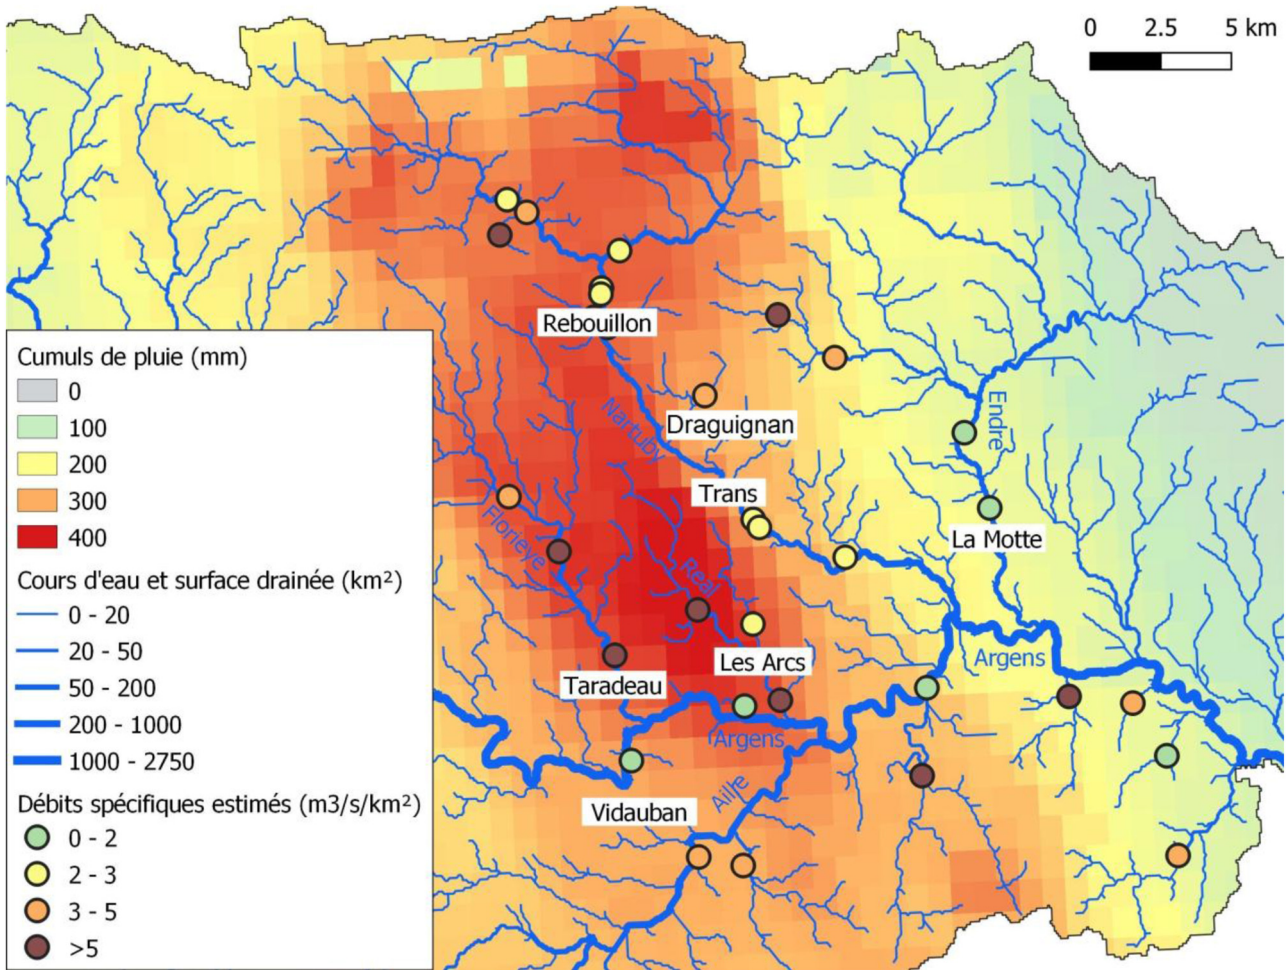 0 2.5 5 km
Rebouillon
Cumuls de pluie (mm)
0
100
200
300
400
Cours d'eau et surface drainée (km²)
0 - 20
20 - 50
50 - 200
200 - 1000
1000 - 2750
Débits spécifiques estimés (m3/s/km²)
0 - 2
2 - 3
3 - 5
>5
Nartuby
Draguignan
Endre
Trans
Florieye
La Motte
Real
Les Arcs
Argens
Taradeau
Argens
Aille
Vidauban